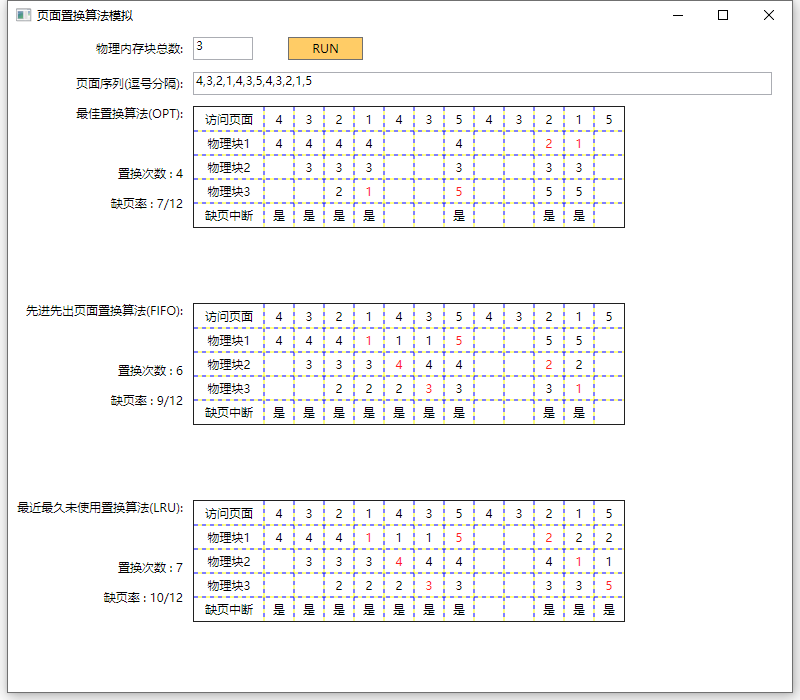 页面置换算法模拟
物理内存块总数: 3 RUN
页面序列(逗号分隔): 4,3,2,1,4,3,5,4,3,2,1,5
最佳置换算法(OPT):
置换次数 : 4
缺页率 : 7/12
访问页面 4 3 2 1 4 3 5 4 3 2 1 5
物理块1 4 4 4 4 4 2 1
物理块2 3 3 3 3 3 3
物理块3 2 1 5 5 5
缺页中断 是 是 是 是 是 是 是
先进先出页面置换算法(FIFO):
置换次数 : 6
缺页率 : 9/12
访问页面 4 3 2 1 4 3 5 4 3 2 1 5
物理块1 4 4 4 1 1 1 5 5 5
物理块2 3 3 3 4 4 4 2 2
物理块3 2 2 2 3 3 3 1
缺页中断 是 是 是 是 是 是 是 是 是
最近最久未使用置换算法(LRU):
置换次数 : 7
缺页率 : 10/12
访问页面 4 3 2 1 4 3 5 4 3 2 1 5
物理块1 4 4 4 1 1 1 5 2 2 2
物理块2 3 3 3 4 4 4 4 1 1
物理块3 2 2 2 3 3 3 3 5
缺页中断 是 是 是 是 是 是 是 是 是 是